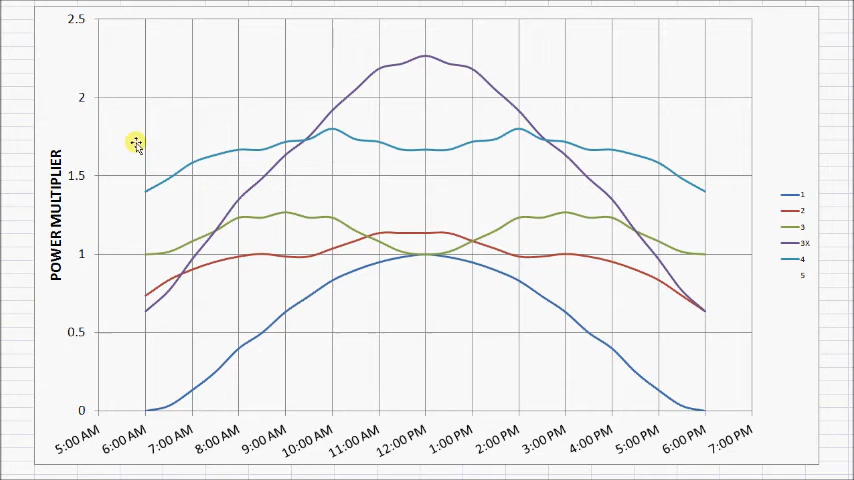 2.5
2
1.5
1
0.5
0
POWER MULTIPLIER
5:00 AM
6:00 AM
7:00 AM
8:00 AM
9:00 AM
10:00 AM
11:00 AM
12:00 PM
1:00 PM
2:00 PM
3:00 PM
4:00 PM
5:00 PM
6:00 PM
7:00 PM
1
2
3
3X
4
5